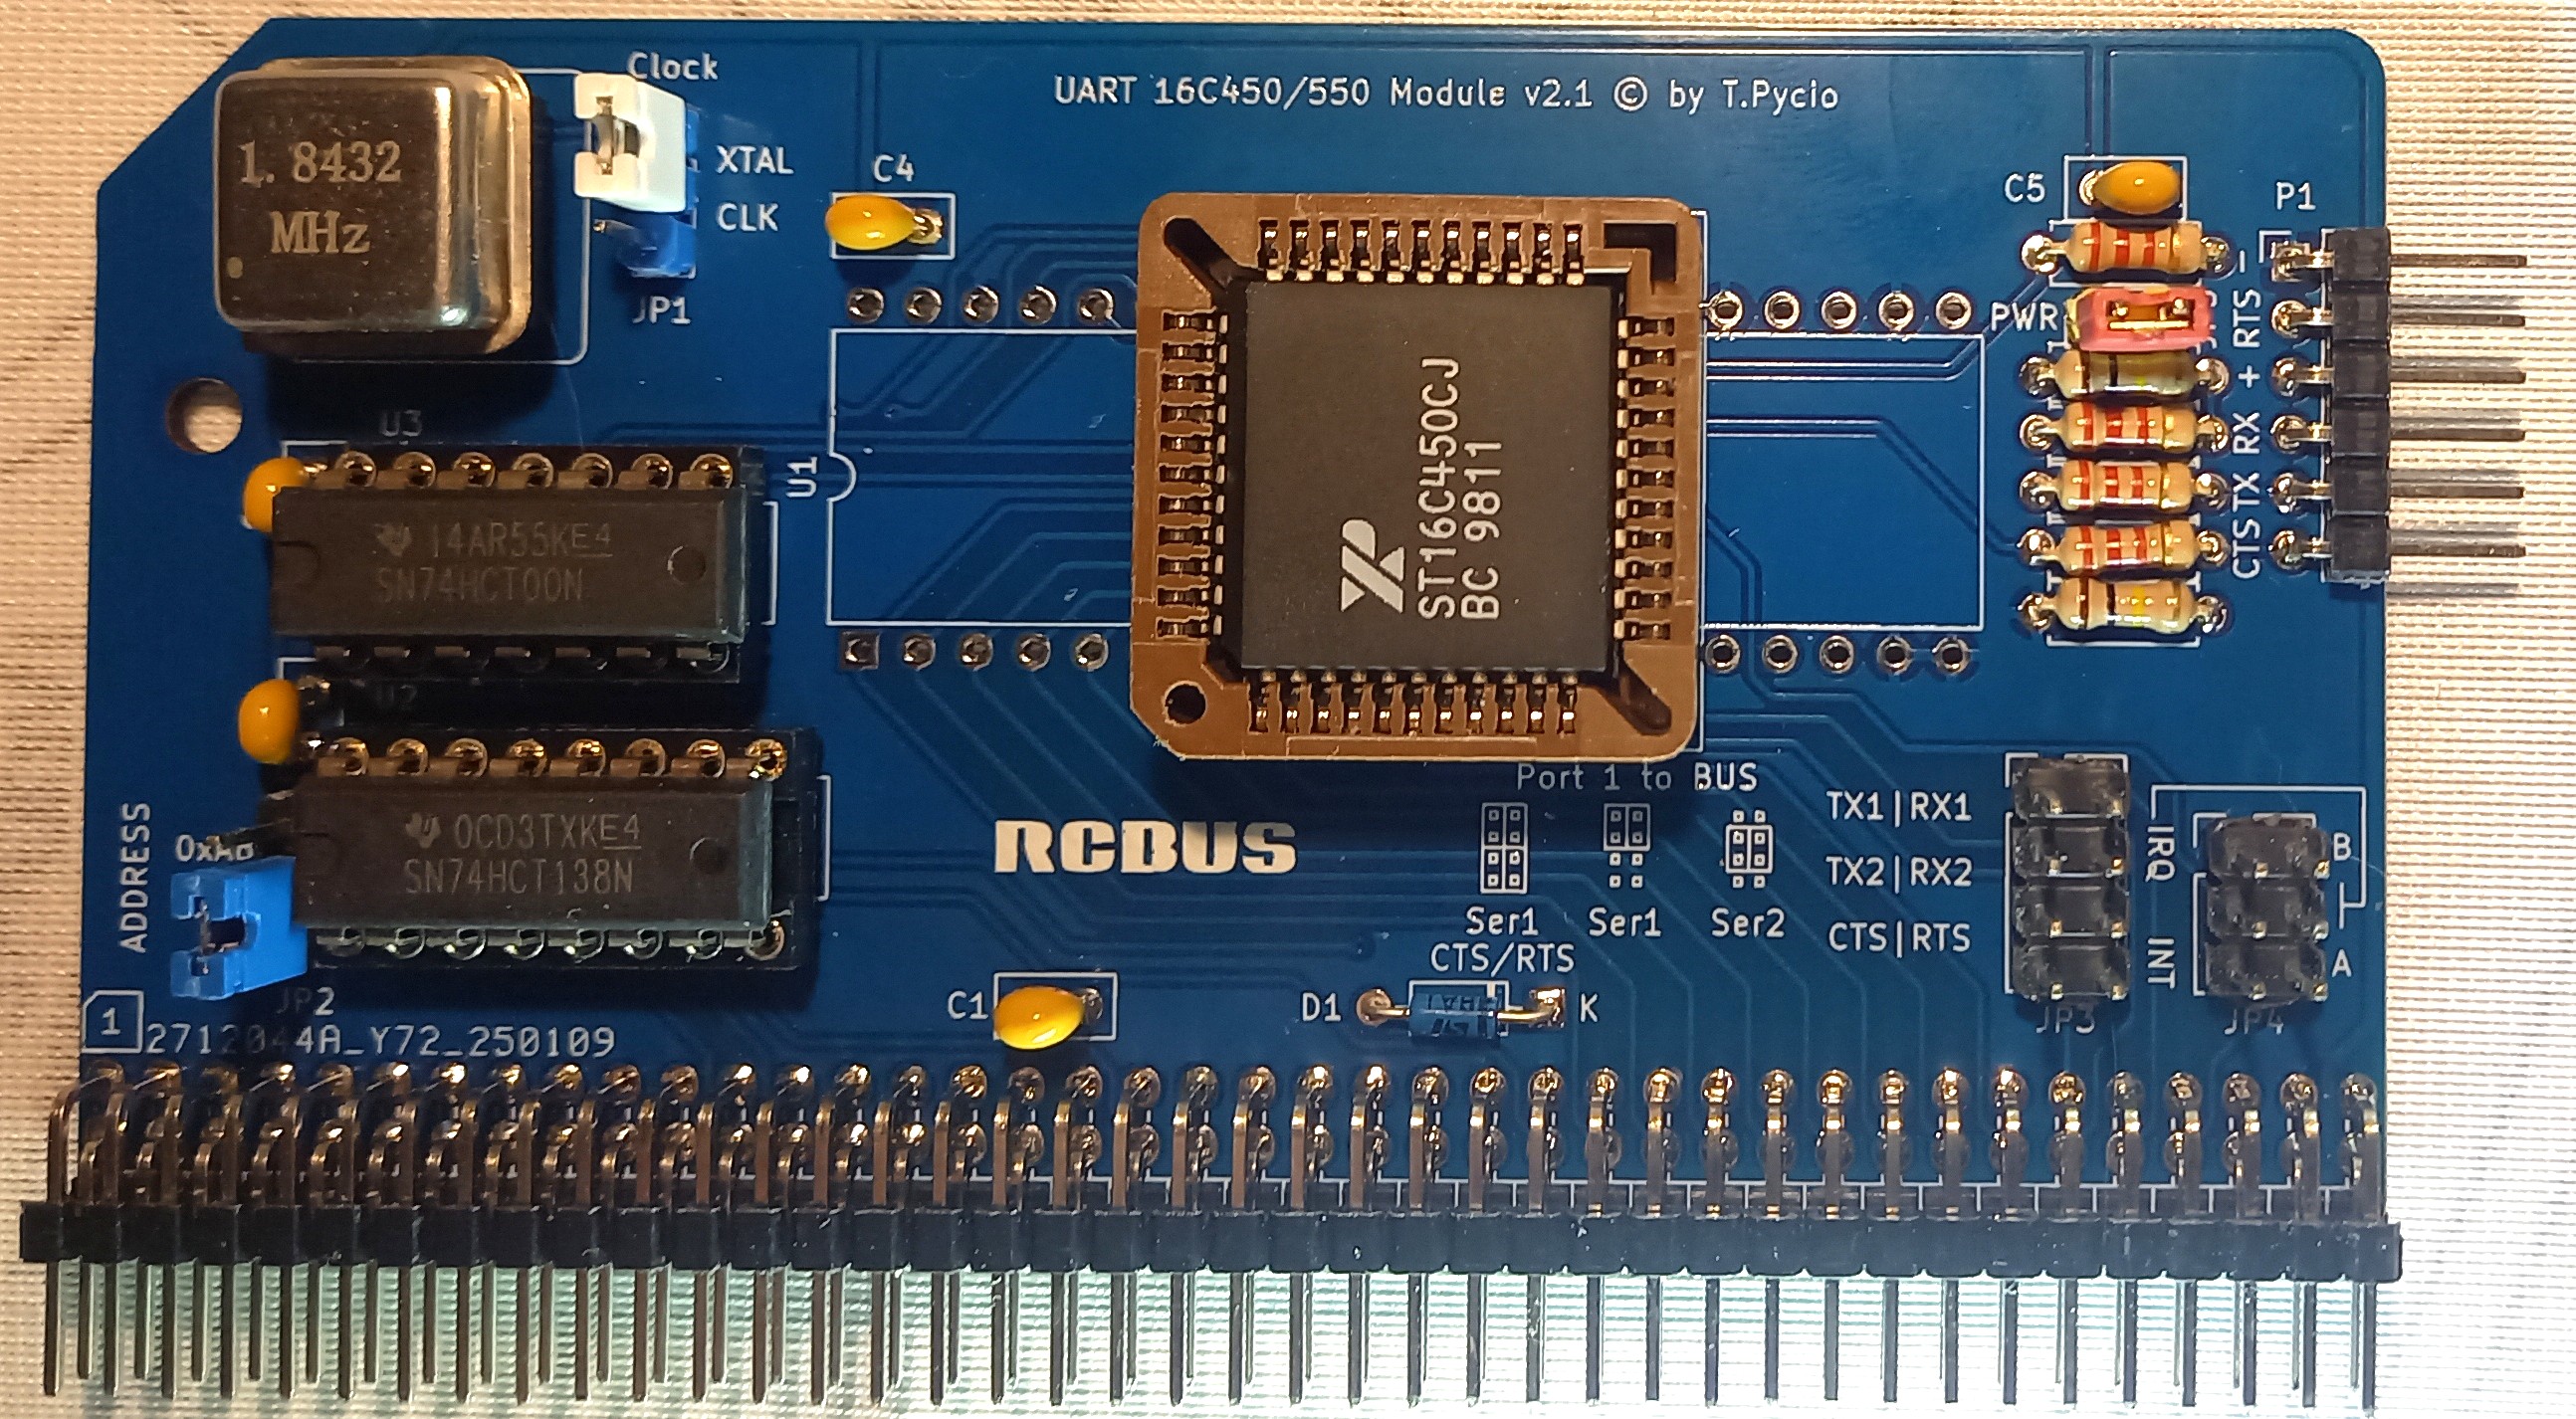 UART 16C450/550 Module v2.1 © by T.Pycio
Clock
1.8432
MHz
XTAL
CLK
JP1
C4
C5
P1
PWR
- RTS + RX TX CTS
U3
14AR55KE4
SN74HCT00N
U1
ST16C450CJ
BC 9811
U2
0CD3TXKE4
SN74HCT138N
ADDRESS
JP2
RCBUS
Port 1 to BUS
TX1|RX1
TX2|RX2
CTS|RTS
Ser1
CTS/RTS
Ser1
Ser2
IRQ
INT
B
A
JP3
JP4
C1
D1
K
1
2712044A_Y72_250109